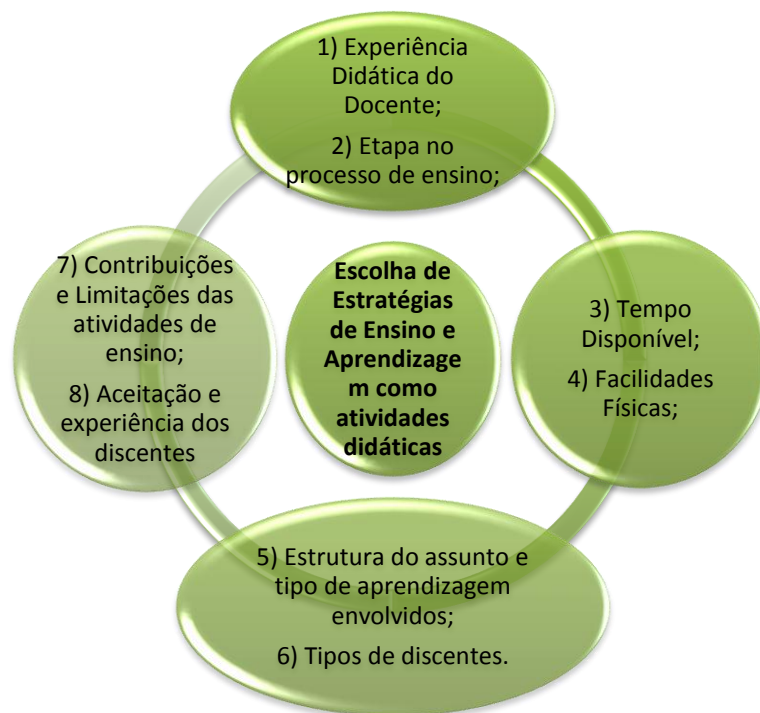 1) Experiência
Didática do
Docente;
2) Etapa no
processo de ensino;
Escolha de
Estratégias
de Ensino e
Aprendizage
m como
atividades
didáticas
3) Tempo
Disponível;
4) Facilidades
Físicas;
5) Estrutura do assunto e
tipo de aprendizagem
envolvidos;
6) Tipos de discentes.
7) Contribuições
e Limitações das
atividades de
ensino;
8) Aceitação e
experiência dos
discentes